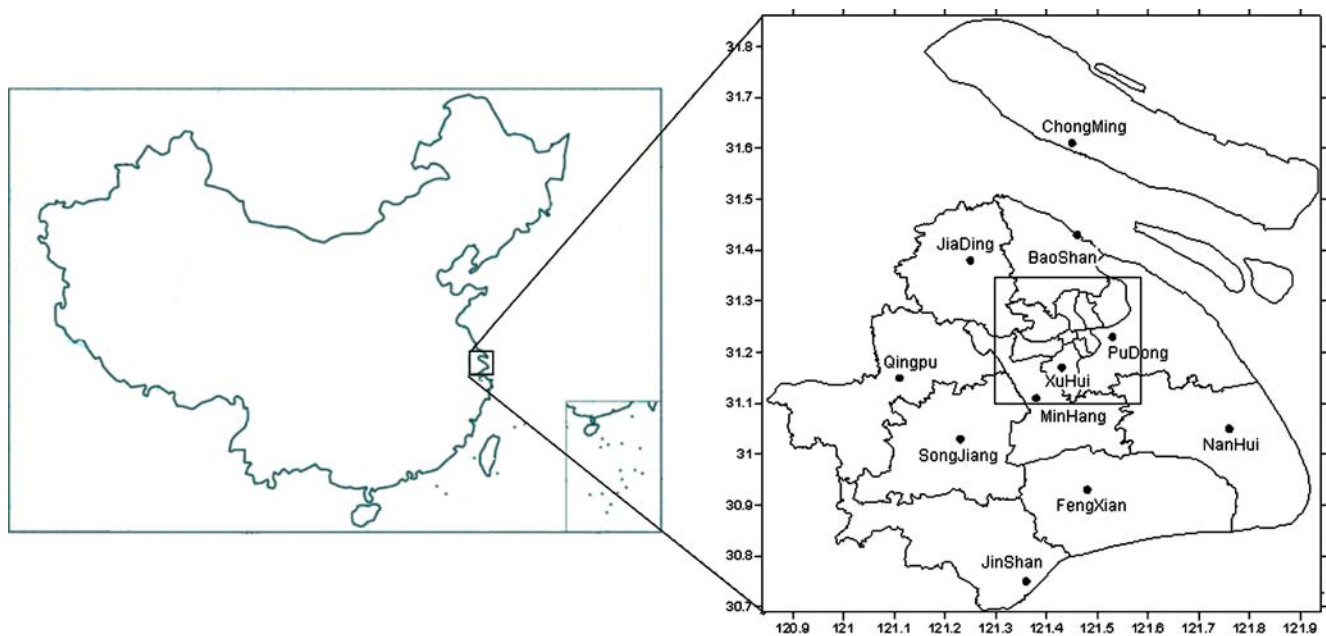 31.8
31.7
31.6
31.5
31.4
31.3
31.2
31.1
31
30.9
30.8
30.7
ChongMing
JiaDing
BaoShan
PuDong
Qingpu
XuHui
MinHang
NanHui
SongJiang
FengXian
JinShan
120.9 121 121.1 121.2 121.3 121.4 121.5 121.6 121.7 121.8 121.9